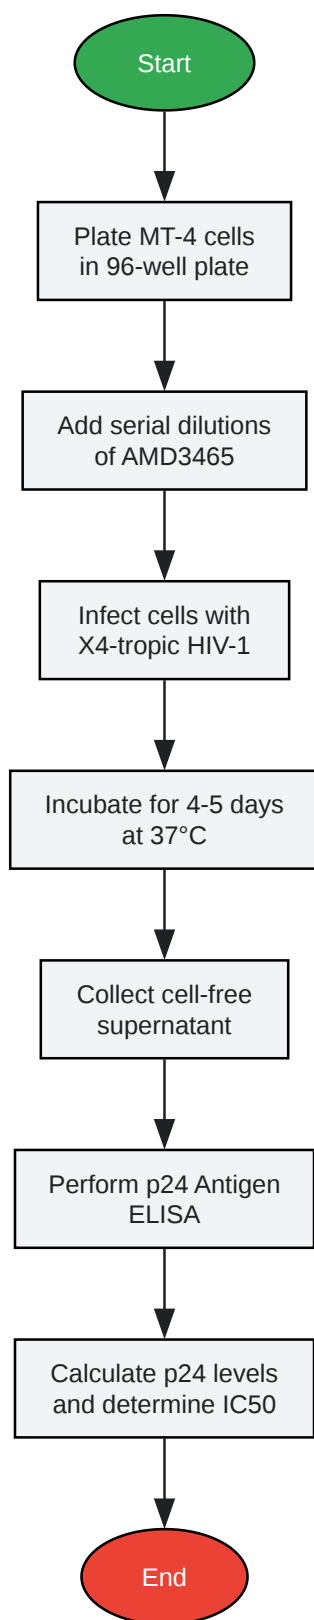 Start
Plate MT-4 cells
in 96-well plate
Add serial dilutions
of AMD3465
Infect cells with
X4-tropic HIV-1
Incubate for 4-5 days
at 37°C
Collect cell-free
supernatant
Perform p24 Antigen
ELISA
Calculate p24 levels
and determine IC50
End